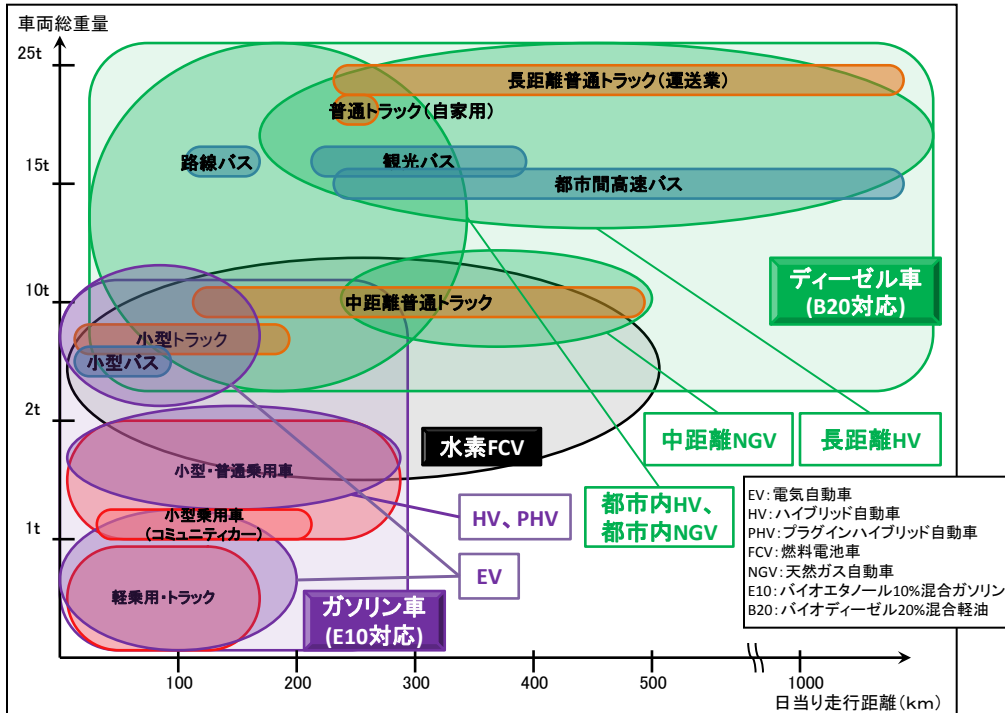 車両総重量
25t
長距離普通トラック(運送業)
普通トラック(自家用)
路線バス
観光バス
15t
都市間高速バス
ディーゼル車
(B20対応)
10t
中距離普通トラック
小型トラック
小型バス
2t
水素FCV
中距離NGV
長距離HV
小型・普通乗用車
都市内HV、
都市内NGV
HV、PHV
小型乗用車
(コミュニティカー)
1t
EV
軽乗用・トラック
ガソリン車
(E10対応)
EV:電気自動車
HV:ハイブリッド自動車
PHV:プラグインハイブリッド自動車
FCV:燃料電池車
NGV:天然ガス自動車
E10:バイオエタノール10%混合ガソリン
B20:バイオディーゼル20%混合軽油
100
200
300
400
500
1000
日当り走行距離(km)